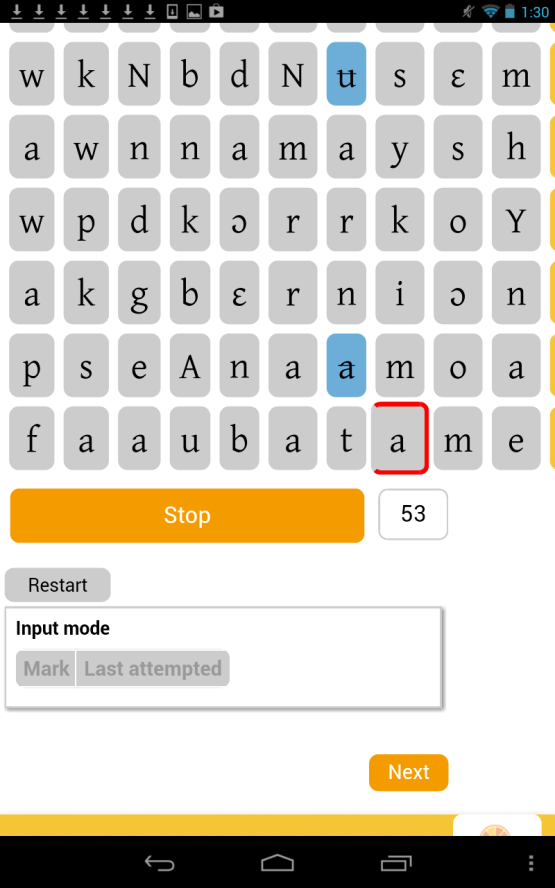 1:30
w k N b d N u s ɛ m
a w n n a m a y s h
w p d k ɔ r r k o Y
a k g b ɛ r n i ɔ n
p s e A n a a m o a
f a a u b a t a m e
Stop 53
Restart
Input mode
Mark Last attempted
Next